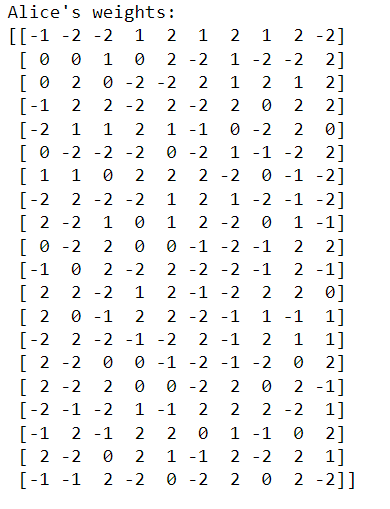 Alice's weights:
[[-1 -2 -2  1  2  1  2  1  2 -2]
 [ 0  0  1  0  2 -2  1 -2 -2  2]
 [ 0  2  0 -2 -2  2  1  2  1  2]
 [-1  2  2 -2  2 -2  2  0  2  2]
 [-2  1  1  2  1 -1  0 -2  2  0]
 [ 0 -2 -2 -2  0 -2  1 -1 -2  2]
 [ 1  1  0  2  2  2 -2  0 -1 -2]
 [-2  2 -2 -2  1  2  1 -2 -1 -2]
 [ 2 -2  1  0  1  2 -2  0  1 -1]
 [ 0 -2  2  0  0 -1 -2 -1  2  2]
 [-1  0  2 -2  2 -2 -2 -1  2 -1]
 [ 2  2 -2  1  2 -1 -2  2  2  0]
 [ 2  0 -1  2  2 -2 -1  1 -1  1]
 [-2  2 -2 -1 -2  2 -1  2  1  1]
 [ 2 -2  0  0 -1 -2 -1 -2  0  2]
 [ 2 -2  2  0  0 -2  2  0  2 -1]
 [-2 -1 -2  1 -1  2  2  2 -2  1]
 [-1  2 -1  2  2  0  1 -1  0  2]
 [ 2 -2  0  2  1 -1  2 -2  2  1]
 [-1 -1  2 -2  0 -2  2  0  2 -2]]